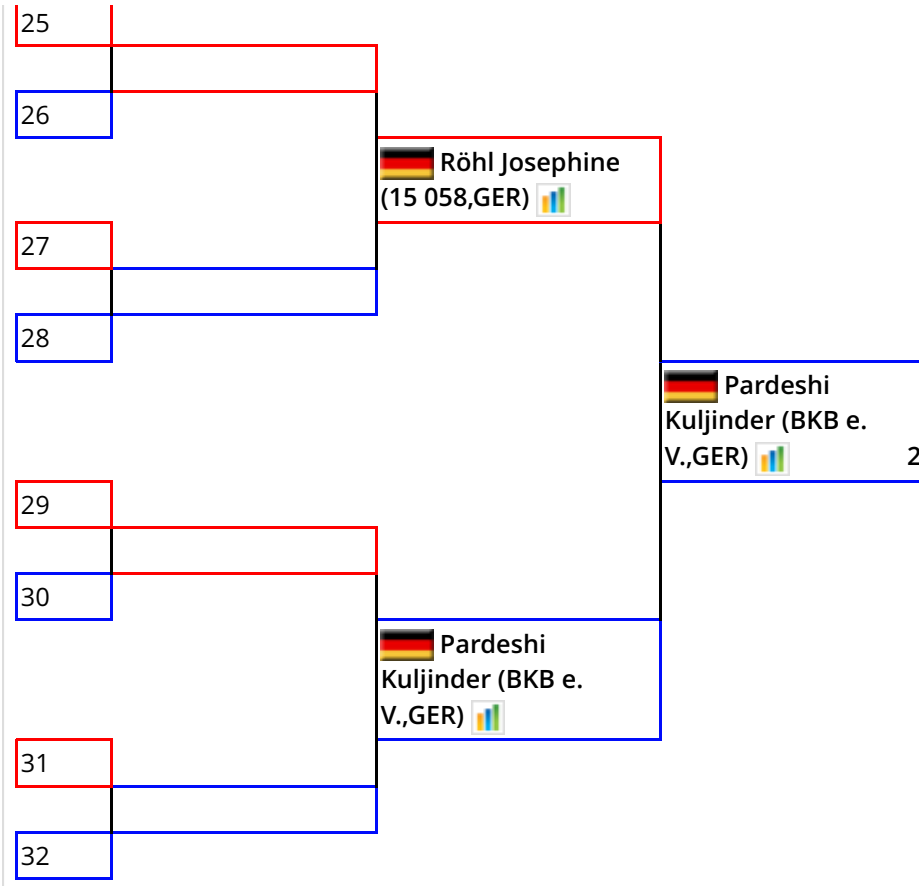 25
26
Röhl Josephine
(15 058,GER)
27
28
Pardeshi
Kuljinder (BKB e.
V.,GER) 2
29
30
Pardeshi
Kuljinder (BKB e.
V.,GER)
31
32